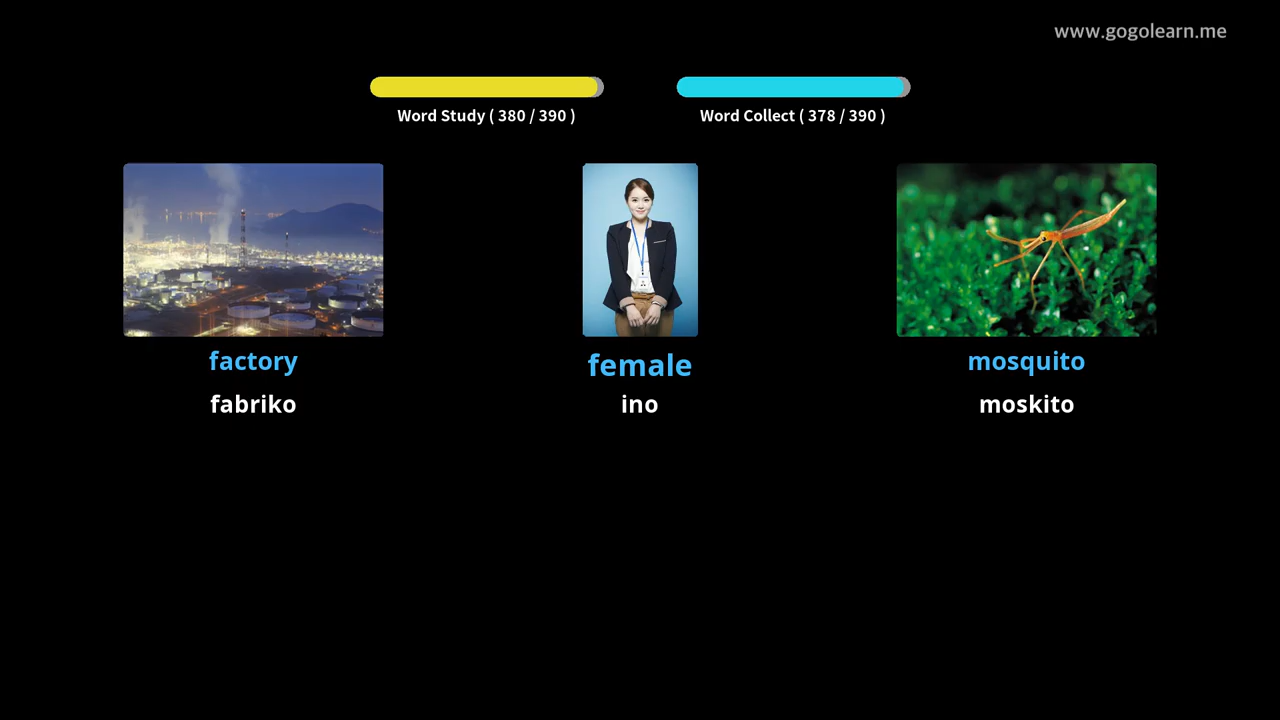 www.gogolearn.me
Word Study ( 380 / 390 )
Word Collect ( 378 / 390 )
factory
female
mosquito
fabriko
ino
moskito